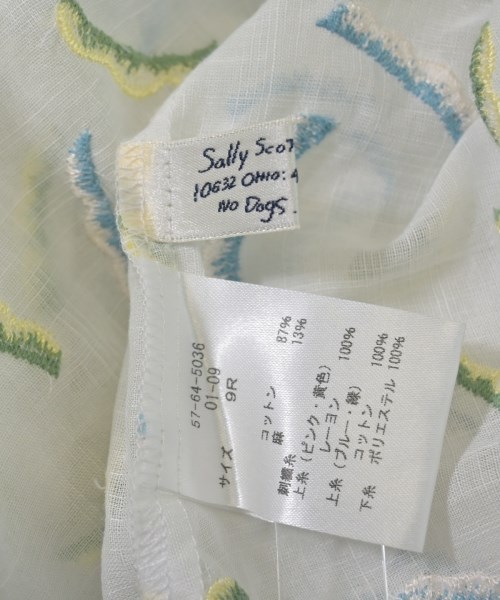 Sally Scot
10632 Ohio:
No Dogs.
57-64-5036
01-09
サイズ 9R
コットン 87%
麻 13%
刺繍糸
上糸(ピンク・黄色)
レーヨン 100%
上糸(ブルー・緑)
コットン 100%
下糸 ポリエステル 100%